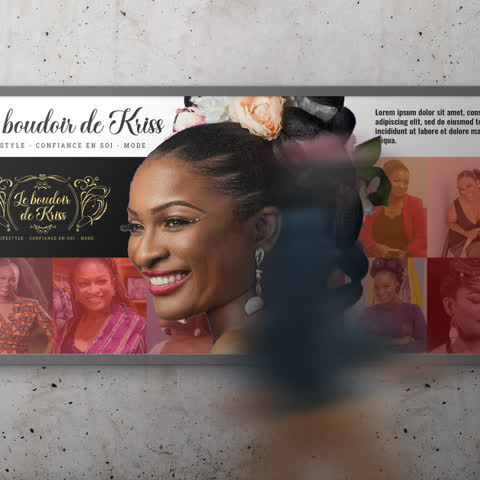 boudoir de Kriss
STYLE - CONFIANCE EN SOI - MODE
Le boudoir
de Kriss
LIFESTYLE - CONFIANCE EN SOI - MODE
Lorem ipsum dolor sit amet, cons
adipiscing elit, sed do eiusmod te
incididunt ut labore et dolore ma
aliqua.